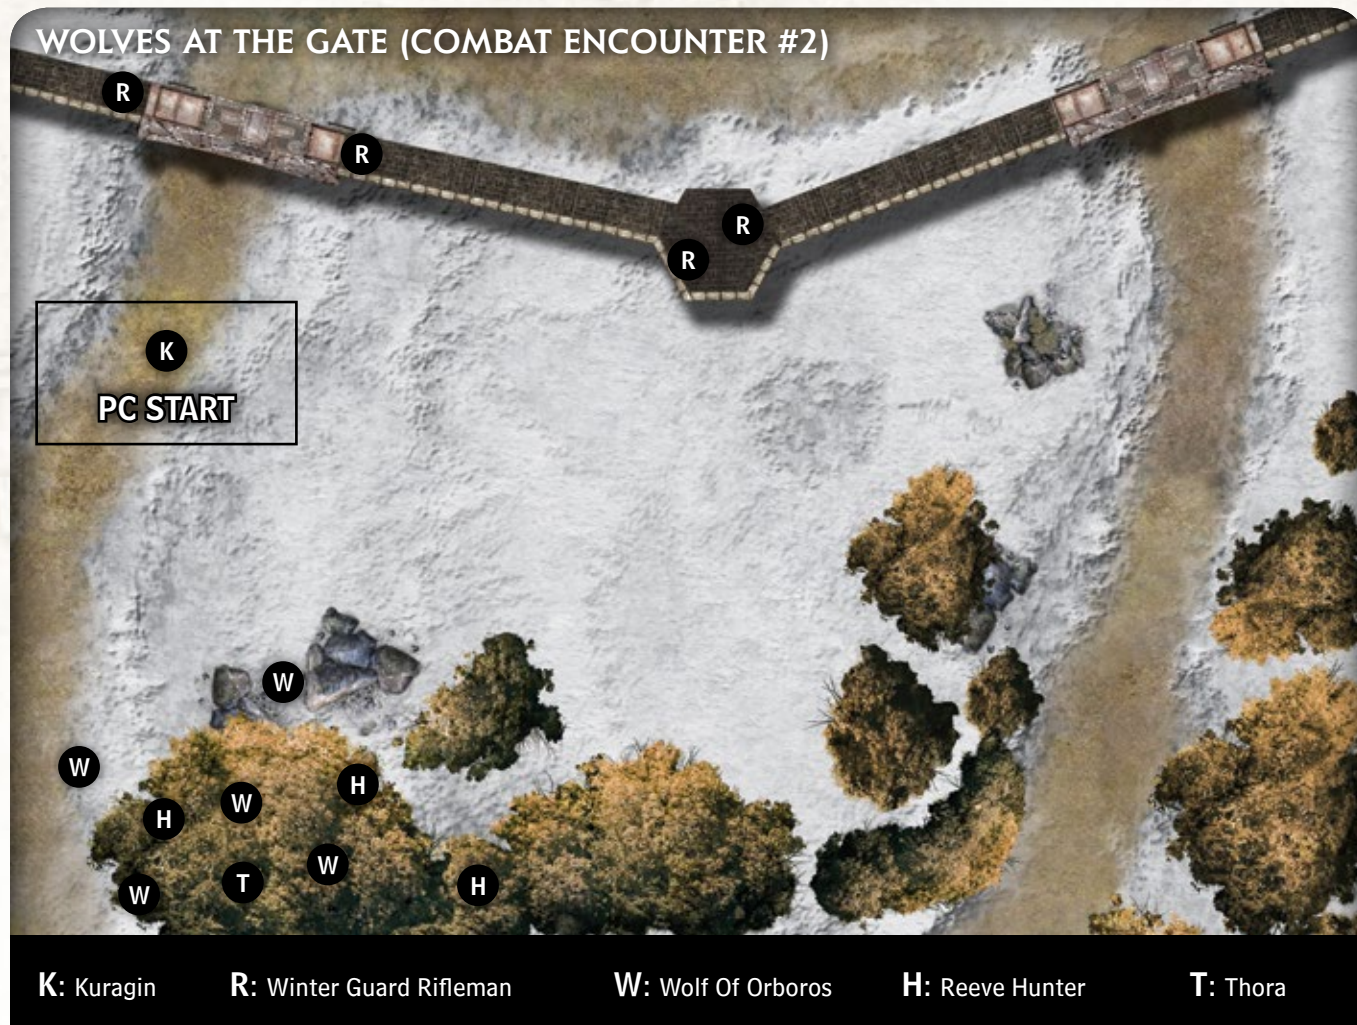 WOLVES AT THE GATE (COMBAT ENCOUNTER #2)
R
R
R
R
K
PC START
W
W
H
W
H
W
T
H
W
K: Kuragin R: Winter Guard Rifleman W: Wolf Of Orboros H: Reeve Hunter T: Thora